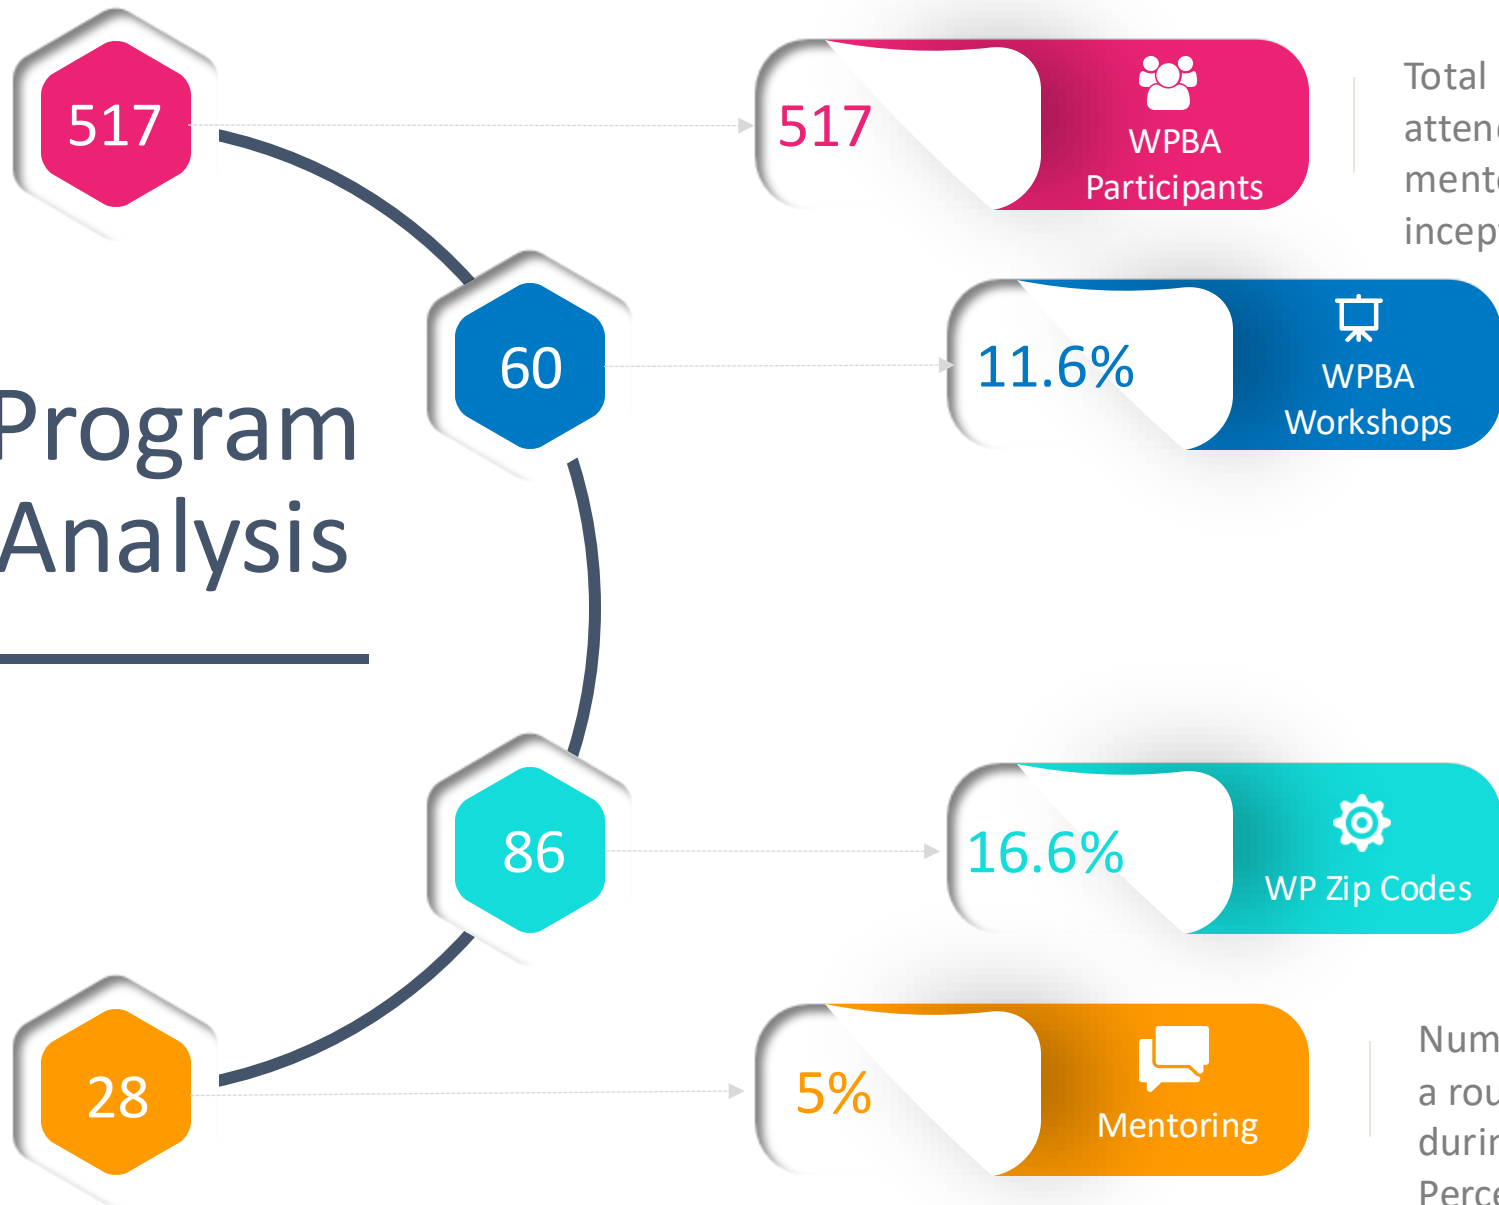 517
517
WPBA
Participants
Total
60
11.6%
WPBA
Workshops
Program
Analysis
86
16.6%
WP Zip Codes
28
5%
Mentoring
a